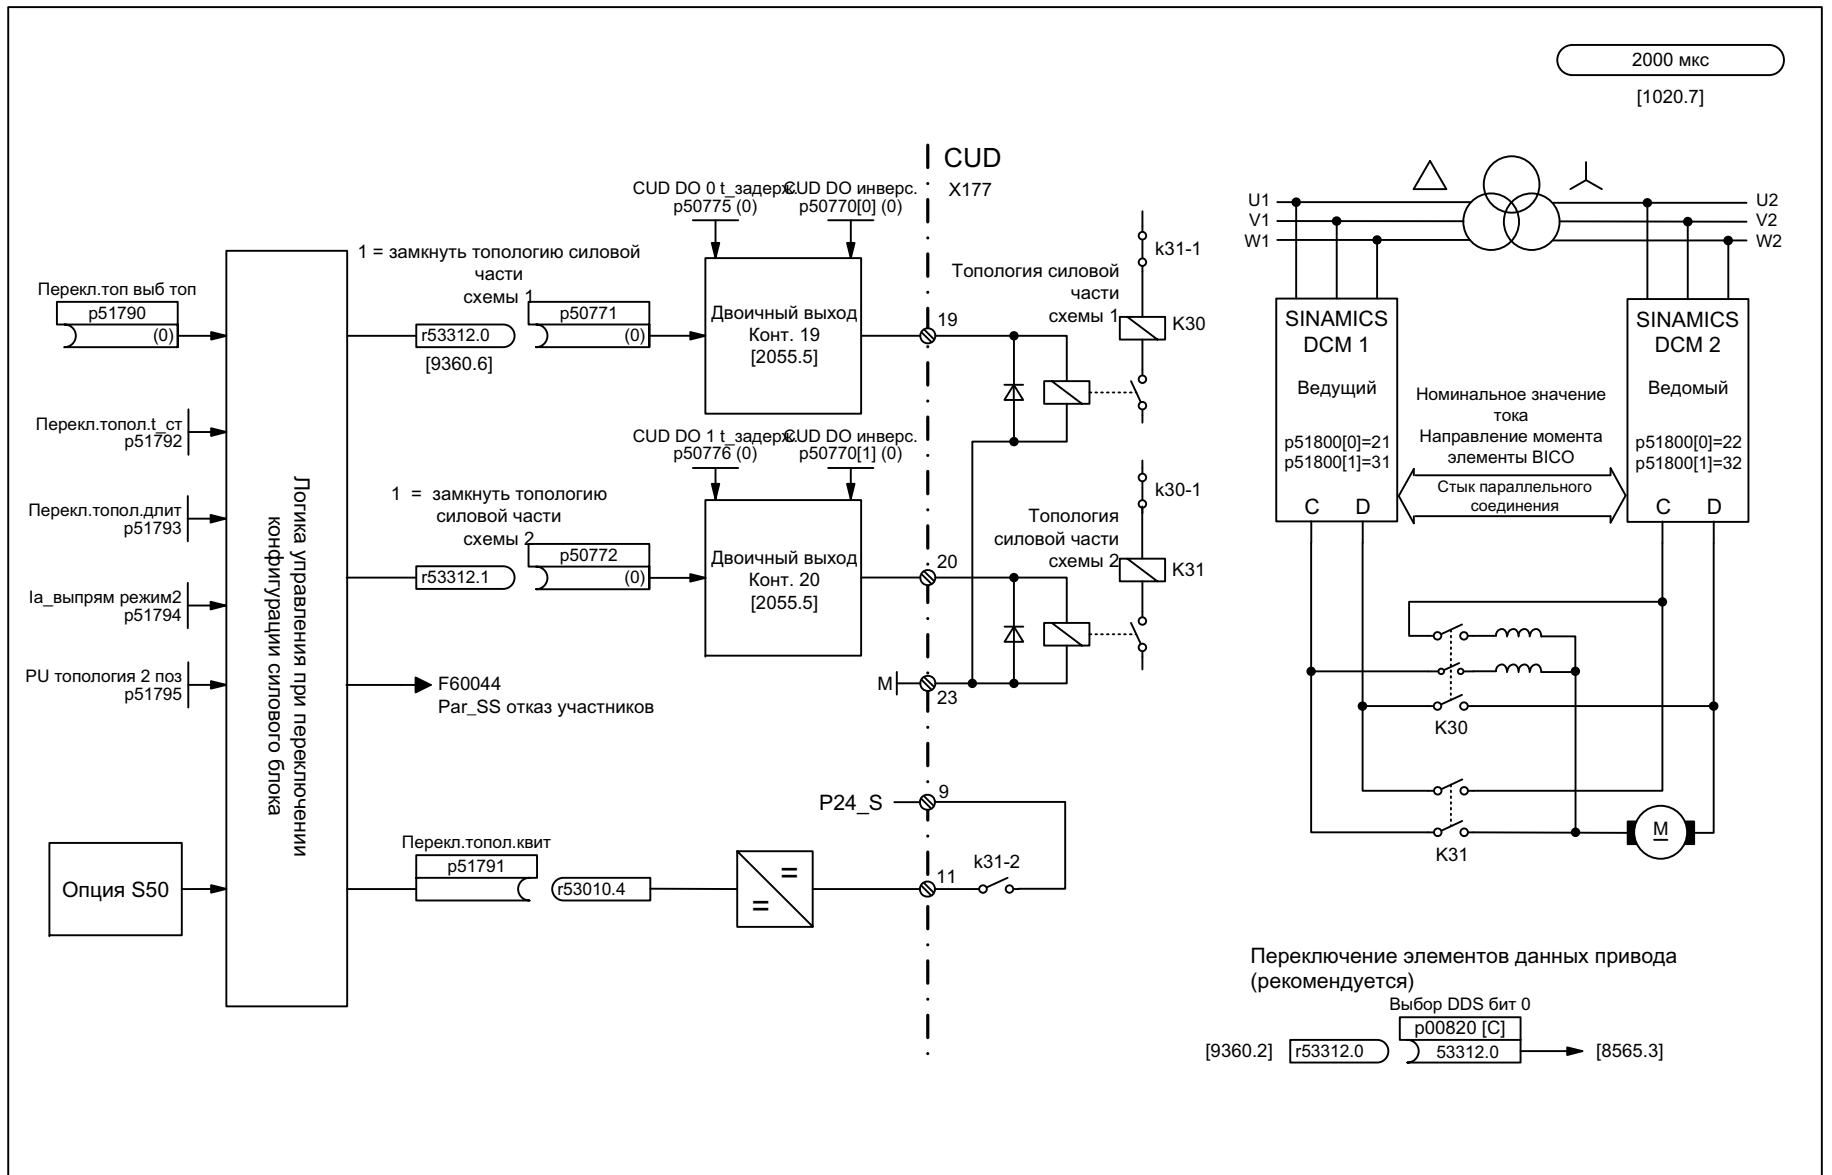 2000 мкс
[1020.7]
CUD
X177
CUD DO 0 t_задерж.
p50775 (0)
CUD DO инверс.
p50770[0] (0)
1 = замкнуть топологию силовой
части
схемы 1
Перекл.топ выб топ
p51790
(0)
r53312.0
[9360.6]
p50771
(0)
Двоичный выход
Конт. 19
[2055.5]
19
Топология силовой
части
схемы 1
k31-1
K30
Перекл.топол.t_ст
p51792
CUD DO 1 t_задерж.
p50776 (0)
CUD DO инверс.
p50770[1] (0)
Перекл.топол.длит
p51793
1 = замкнуть топологию
силовой части
схемы 2
r53312.1
p50772
(0)
Двоичный выход
Конт. 20
[2055.5]
20
Топология
силовой части
схемы 2
k30-1
K31
Ia_выпрям режим2
p51794
PU топология 2 поз
p51795
Логика управления при переключении
конфигурации силового блока
F60044
Par_SS отказ участников
M
23
P24_S
9
Перекл.топол.квит
p51791
r53010.4
=
=
11
k31-2
Опция S50
U1
V1
W1
U2
V2
W2
SINAMICS
DCM 1
Ведущий
p51800[0]=21
p51800[1]=31
C D
Номинальное значение
тока
Направление момента
элементы BICO
Стык параллельного
соединения
SINAMICS
DCM 2
Ведомый
p51800[0]=22
p51800[1]=32
C D
K30
K31
M
Переключение элементов данных привода
(рекомендуется)
Выбор DDS бит 0
p00820 [C]
[9360.2]
r53312.0
53312.0
[8565.3]